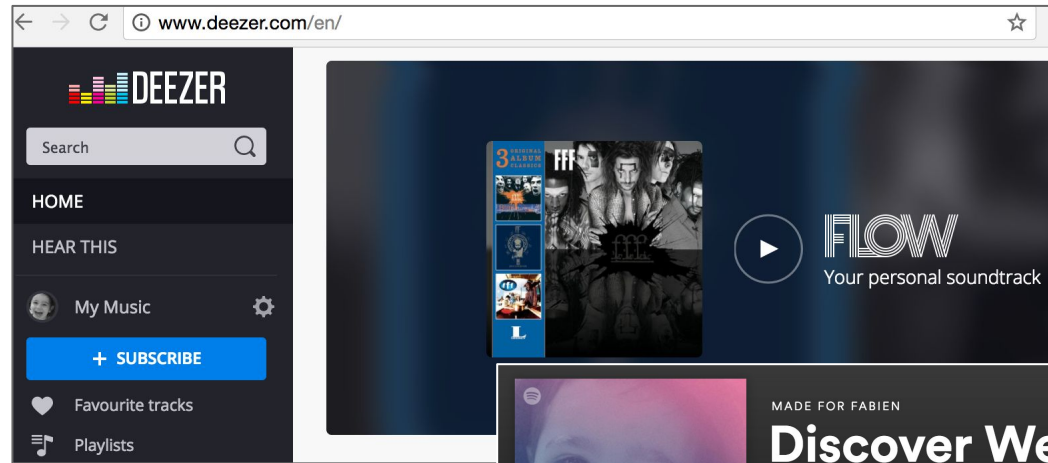 www.deezer.com/en/
DEEZER
Search
HOME
HEAR THIS
My Music
+ SUBSCRIBE
Favourite tracks
Playlists
3 ORIGINAL
ALBUM
CLASSICS
FFF
fff
L
FLOW
Your personal soundtrack
MADE FOR FABIEN
Discover We